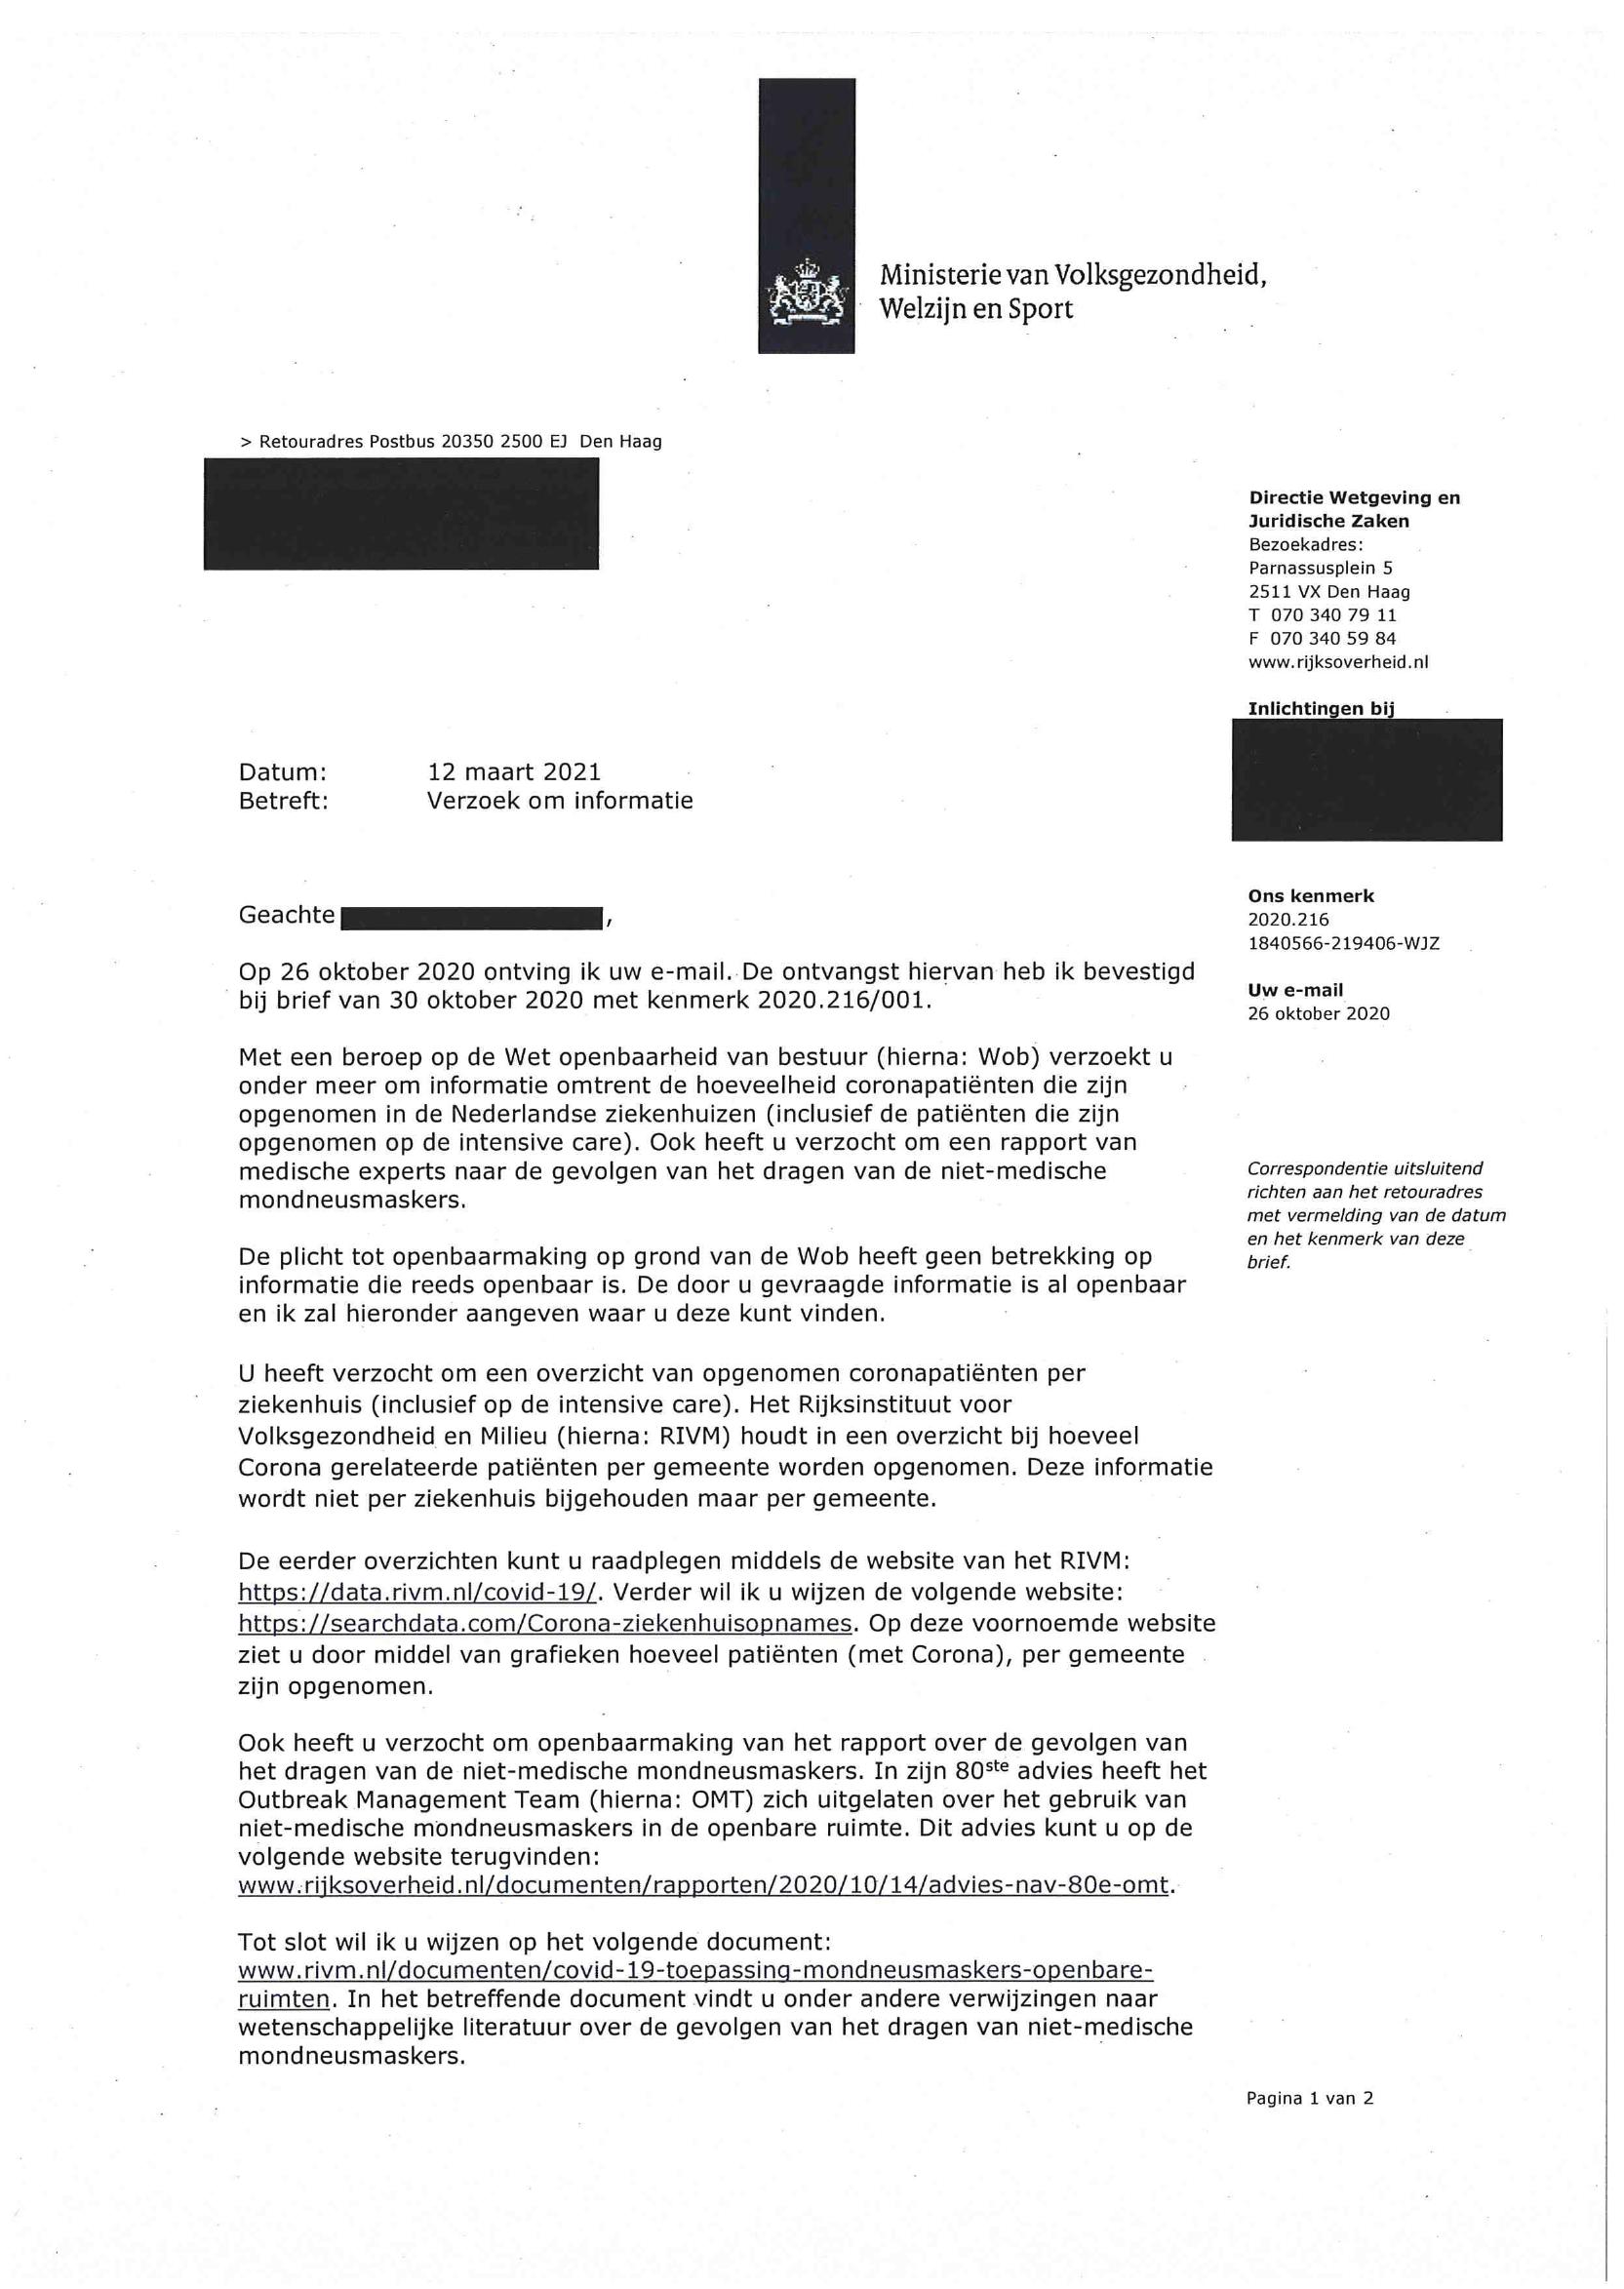 Ministerie van Volksgezondheid,
Welzijn en Sport
> Retouradres Postbus 20350 2500 EJ Den Haag
Directie Wetgeving en
Juridische Zaken
Bezoekadres:
Parnassusplein 5
2511 VX Den Haag
T 070 340 79 11
F 070 340 59 84
www.rijksoverheid.nl
Inlichtingen bij
Datum: 12 maart 2021
Betreft: Verzoek om informatie
Ons kenmerk
2020.216
1840566-219406-WJZ
Uw e-mail
26 oktober 2020
Correspondentie uitsluitend
richten aan het retouradres
met vermelding van de datum
en het kenmerk van deze
brief.
Geachte ,
Op 26 oktober 2020 ontving ik uw e-mail. De ontvangst hiervan heb ik bevestigd
bij brief van 30 oktober 2020 met kenmerk 2020.216/001.
Met een beroep op de Wet openbaarheid van bestuur (hierna: Wob) verzoekt u
onder meer om informatie omtrent de hoeveelheid coronapatiënten die zijn
opgenomen in de Nederlandse ziekenhuizen (inclusief de patiënten die zijn
opgenomen op de intensive care). Ook heeft u verzocht om een rapport van
medische experts naar de gevolgen van het dragen van de niet-medische
mondneusmaskers.
De plicht tot openbaarmaking op grond van de Wob heeft geen betrekking op
informatie die reeds openbaar is. De door u gevraagde informatie is al openbaar
en ik zal hieronder aangeven waar u deze kunt vinden.
U heeft verzocht om een overzicht van opgenomen coronapatiënten per
ziekenhuis (inclusief op de intensive care). Het Rijksinstituut voor
Volksgezondheid en Milieu (hierna: RIVM) houdt in een overzicht bij hoeveel
Corona gerelateerde patiënten per gemeente worden opgenomen. Deze informatie
wordt niet per ziekenhuis bijgehouden maar per gemeente.
De eerder overzichten kunt u raadplegen middels de website van het RIVM:
https://data.rivm.nl/covid-19/. Verder wil ik u wijzen de volgende website:
https://searchdata.com/Corona-ziekenhuisopnames. Op deze voornoemde website
ziet u door middel van grafieken hoeveel patiënten (met Corona), per gemeente
zijn opgenomen.
Ook heeft u verzocht om openbaarmaking van het rapport over de gevolgen van
het dragen van de niet-medische mondneusmaskers. In zijn 80ste advies heeft het
Outbreak Management Team (hierna: OMT) zich uitgelaten over het gebruik van
niet-medische mondneusmaskers in de openbare ruimte. Dit advies kunt u op de
volgende website terugvinden:
www.rijksoverheid.nl/documenten/rapporten/2020/10/14/advies-nav-80e-omt.
Tot slot wil ik u wijzen op het volgende document:
www.rivm.nl/documenten/covid-19-toepassing-mondneusmaskers-openbare-
ruimten. In het betreffende document vindt u onder andere verwijzingen naar
wetenschappelijke literatuur over de gevolgen van het dragen van niet-medische
mondneusmaskers.
Pagina 1 van 2